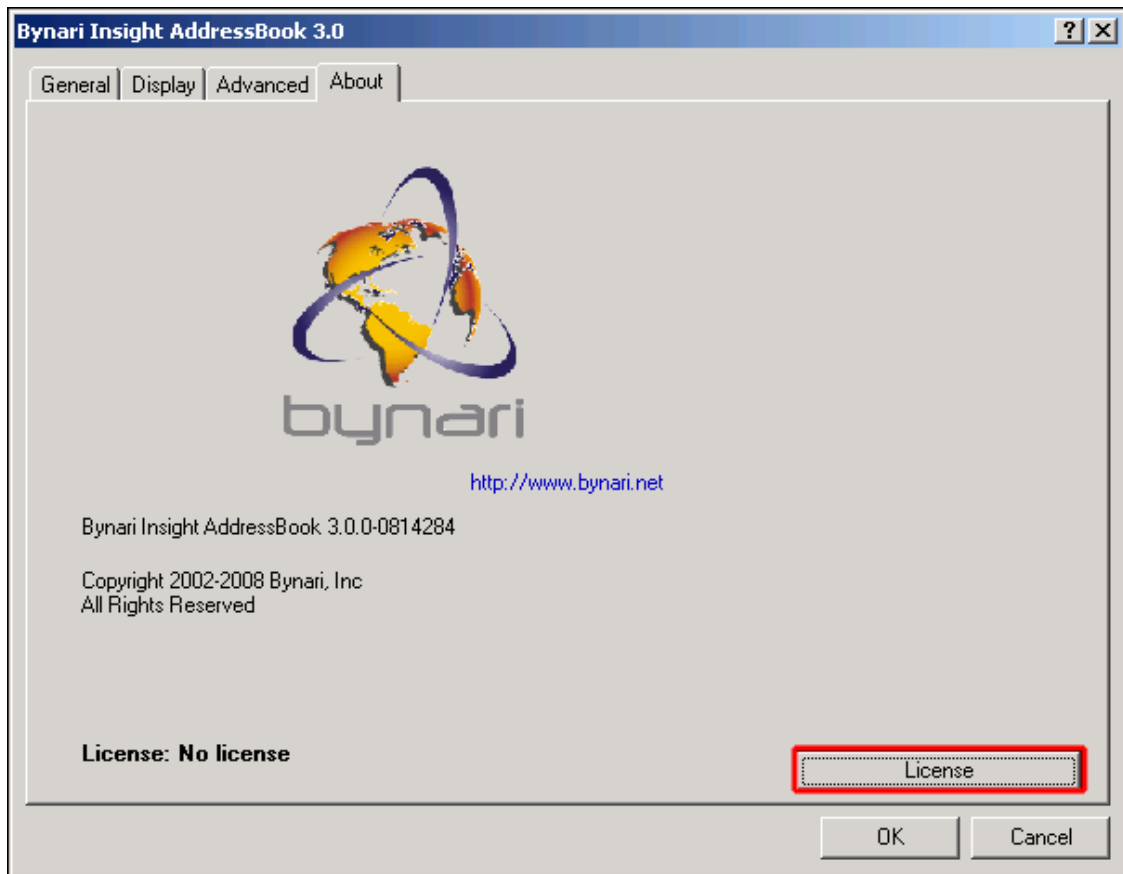 Bynari Insight AddressBook 3.0
General Display Advanced About
bynari
http://www.bynari.net
Bynari Insight AddressBook 3.0.0-0814284
Copyright 2002-2008 Bynari, Inc
All Rights Reserved
License: No license
License
OK Cancel